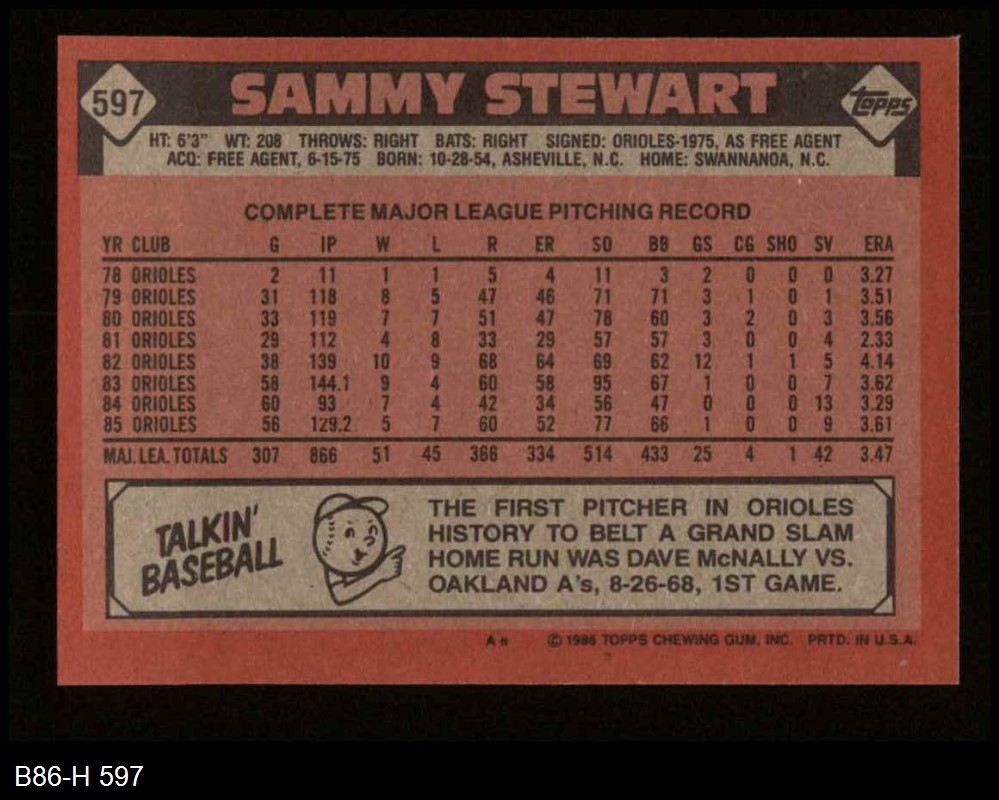 597
SAMMY STEWART
Topps
HT: 6'3" WT: 208 THROWS: RIGHT BATS: RIGHT SIGNED: ORIOLES-1975, AS FREE AGENT
ACQ: FREE AGENT, 6-15-75 BORN: 10-28-54, ASHEVILLE, N.C. HOME: SWANNANOA, N.C.
COMPLETE MAJOR LEAGUE PITCHING RECORD
YR CLUB G IP W L R ER SO BB GS CG SHO SV ERA
78 ORIOLES 2 11 1 1 5 4 11 3 2 0 0 0 3.27
79 ORIOLES 31 118 8 5 47 46 71 71 3 1 0 1 3.51
80 ORIOLES 33 119 7 7 51 47 78 60 3 2 0 3 3.56
81 ORIOLES 29 112 4 8 33 29 57 57 3 0 0 4 2.33
82 ORIOLES 38 139 10 9 68 64 69 62 12 1 1 5 4.14
83 ORIOLES 58 144.1 9 4 60 58 95 67 1 0 0 7 3.62
84 ORIOLES 60 93 7 4 42 34 56 47 0 0 0 13 3.29
85 ORIOLES 56 129.2 5 7 60 52 77 66 1 0 0 9 3.61
MAJ. LEA. TOTALS 307 866 51 45 366 334 514 433 25 4 1 42 3.47
TALKIN'
BASEBALL
THE FIRST PITCHER IN ORIOLES
HISTORY TO BELT A GRAND SLAM
HOME RUN WAS DAVE McNALLY VS.
OAKLAND A's, 8-26-68, 1ST GAME.
© 1986 TOPPS CHEWING GUM, INC. PRTD. IN U.S.A.
B86-H 597